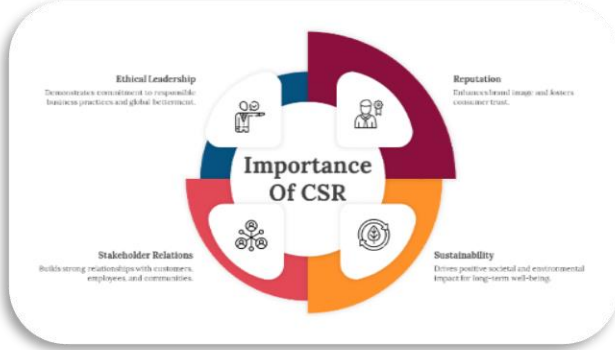 Ethical Leadership
Demonstrates commitment to responsible
business practices and global betterment.
Reputation
Enhances brand image and fosters
consumer trust.
Importance
Of CSR
Stakeholder Relations
Builds strong relationships with customers,
employees, and communities.
Sustainability
Drives positive societal and environmental
impact for long-term well-being.